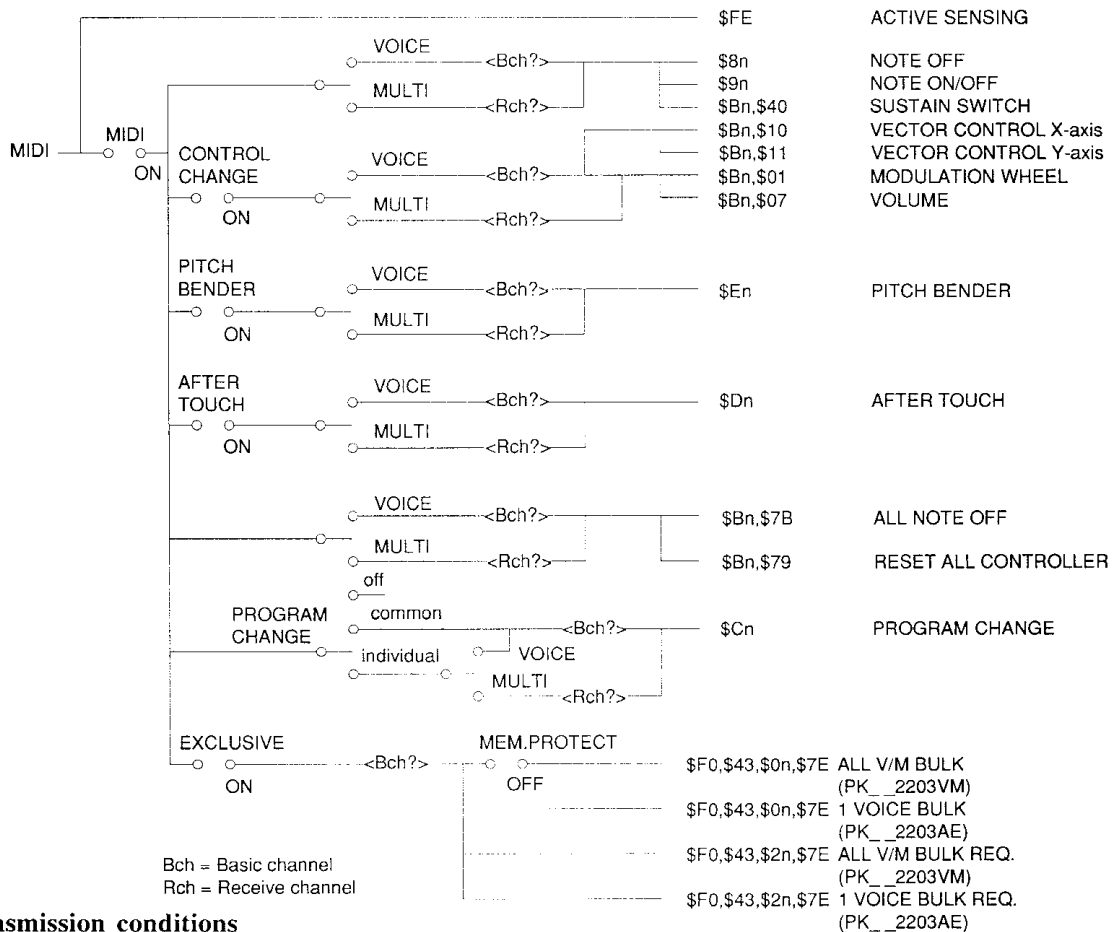 $FE ACTIVE SENSING
VOICE <Bch?> $8n NOTE OFF
$9n NOTE ON/OFF
MULTI <Rch?> $Bn,$40 SUSTAIN SWITCH
MIDI MIDI ON
$Bn,$10 VECTOR CONTROL X-axis
CONTROL CHANGE ON
$Bn,$11 VECTOR CONTROL Y-axis
VOICE <Bch?> $Bn,$01 MODULATION WHEEL
MULTI <Rch?> $Bn,$07 VOLUME
PITCH
BENDER
ON
VOICE <Bch?> $En PITCH BENDER
MULTI <Rch?>
AFTER
TOUCH
ON
VOICE <Bch?> $Dn AFTER TOUCH
MULTI <Rch?>
VOICE <Bch?> $Bn,$7B ALL NOTE OFF
MULTI <Rch?> $Bn,$79 RESET ALL CONTROLLER
off
PROGRAM
CHANGE
common <Bch?> $Cn PROGRAM CHANGE
individual VOICE
MULTI <Rch?>
EXCLUSIVE MEM.PROTECT
ON <Bch?> OFF
$F0,$43,$0n,$7E ALL V/M BULK
(PK_ _2203VM)
$F0,$43,$0n,$7E 1 VOICE BULK
(PK_ _2203AE)
$F0,$43,$2n,$7E ALL V/M BULK REQ.
(PK_ _2203VM)
$F0,$43,$2n,$7E 1 VOICE BULK REQ.
(PK_ _2203AE)
Bch = Basic channel
Rch = Receive channel
nsmission conditions